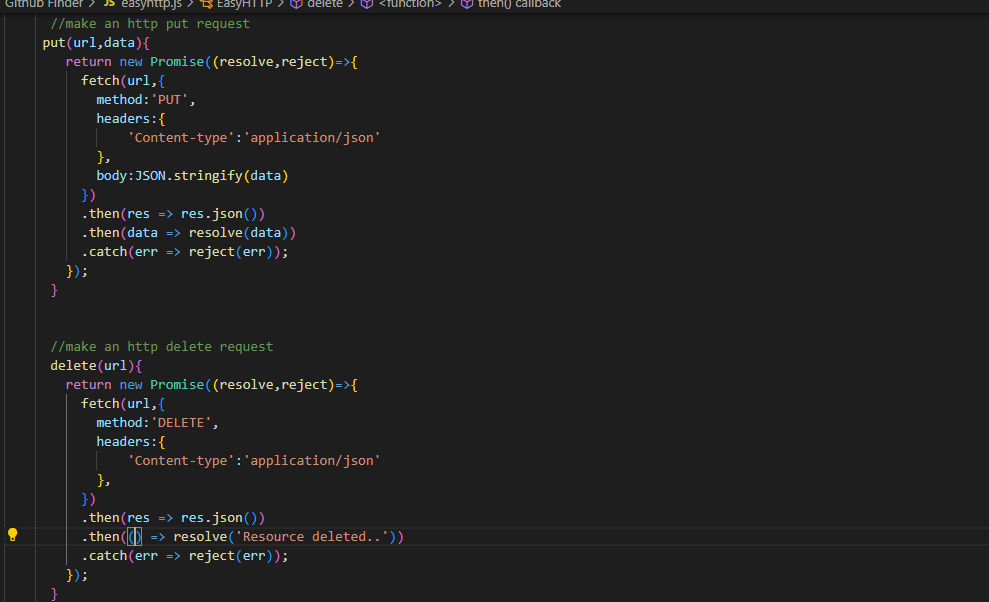 Github Finder > JS easyhttp.js > EasyHTTP > delete > <function> > then() callback
//make an http put request
put(url,data){
return new Promise((resolve,reject)=>{
fetch(url,{
method:'PUT',
headers:{
'Content-type':'application/json'
},
body:JSON.stringify(data)
})
.then(res => res.json())
.then(data => resolve(data))
.catch(err => reject(err));
});
}
//make an http delete request
delete(url){
return new Promise((resolve,reject)=>{
fetch(url,{
method:'DELETE',
headers:{
'Content-type':'application/json'
},
})
.then(res => res.json())
.then(() => resolve('Resource deleted..'))
.catch(err => reject(err));
});
}